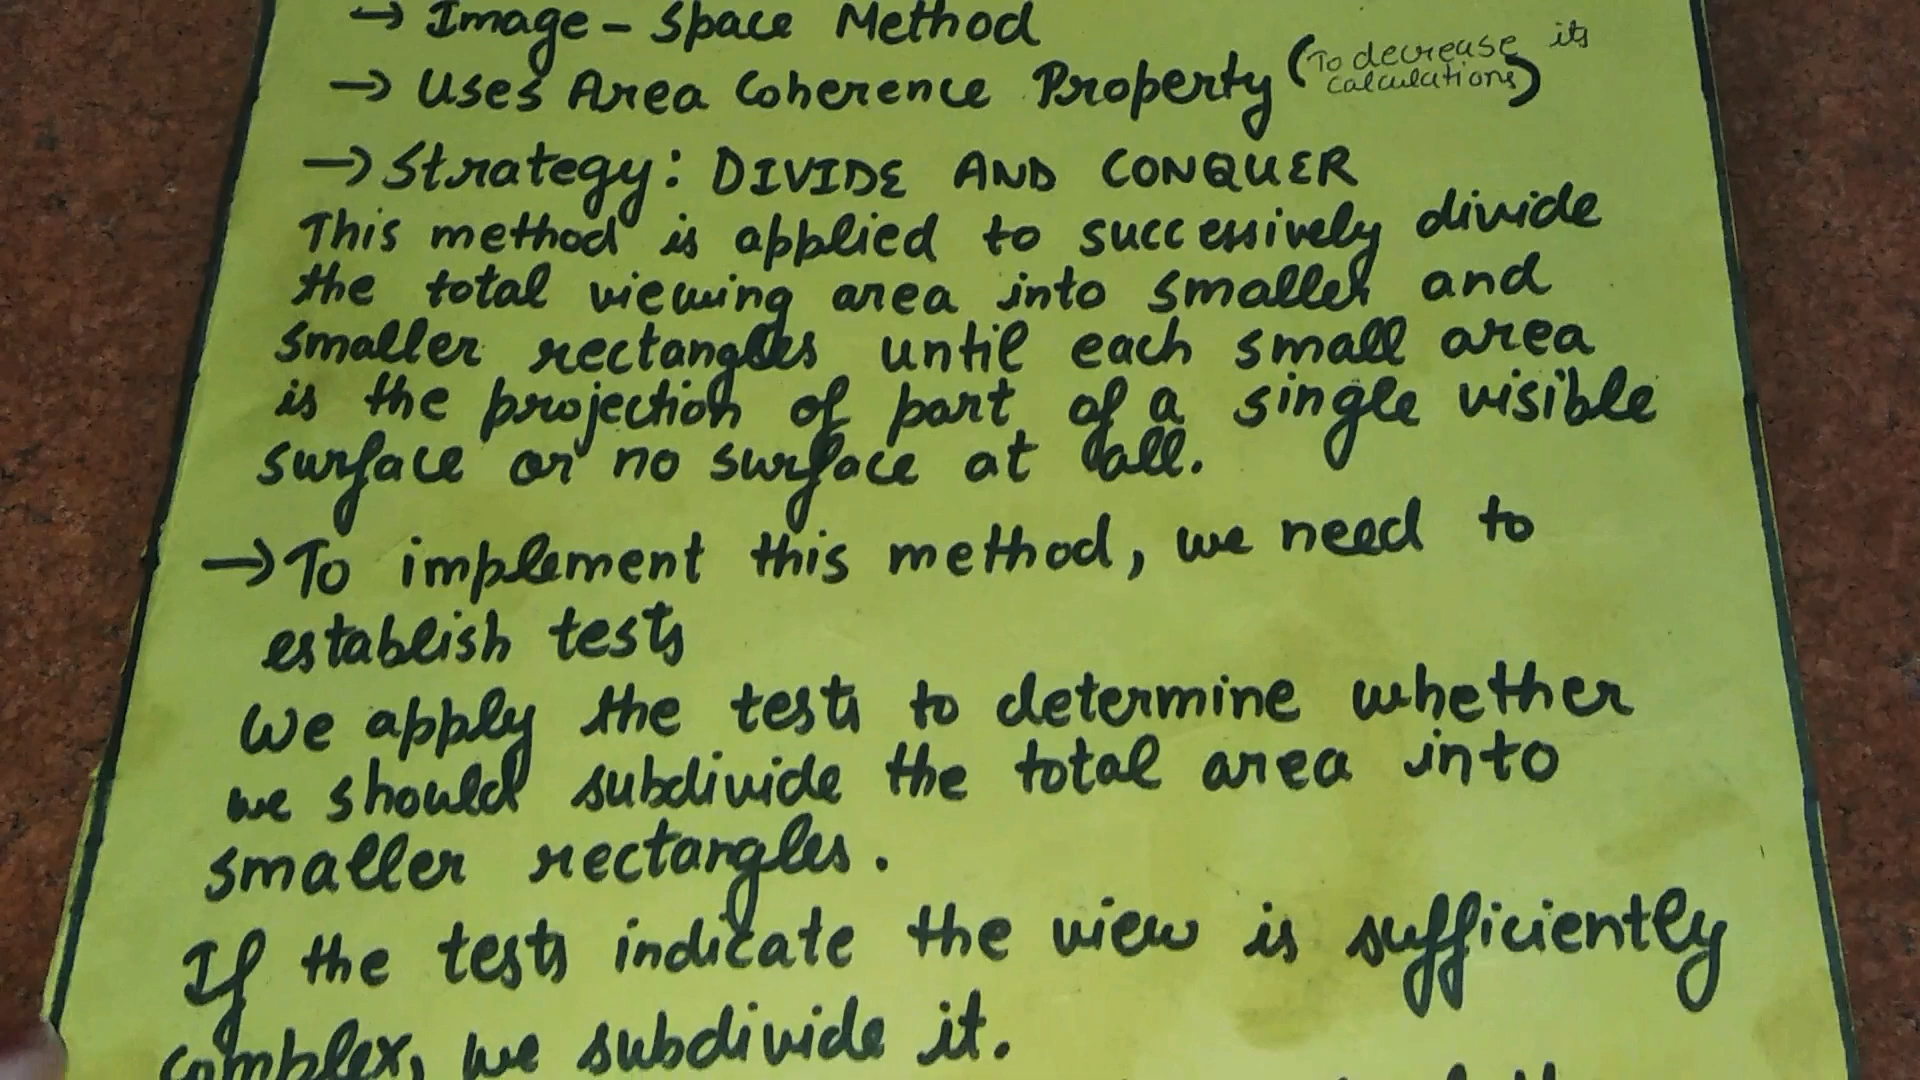 → Image - Space Method
→ Uses Area Coherence Property (To decrease its calculations)
→ Strategy: DIVIDE AND CONQUER
This method is applied to successively divide
the total viewing area into smaller and
smaller rectangles until each small area
is the projection of part of a single visible
surface or no surface at all.
→ To implement this method, we need to
establish tests
We apply the tests to determine whether
we should subdivide the total area into
smaller rectangles.
If the tests indicate the view is sufficiently
complex, we subdivide it.